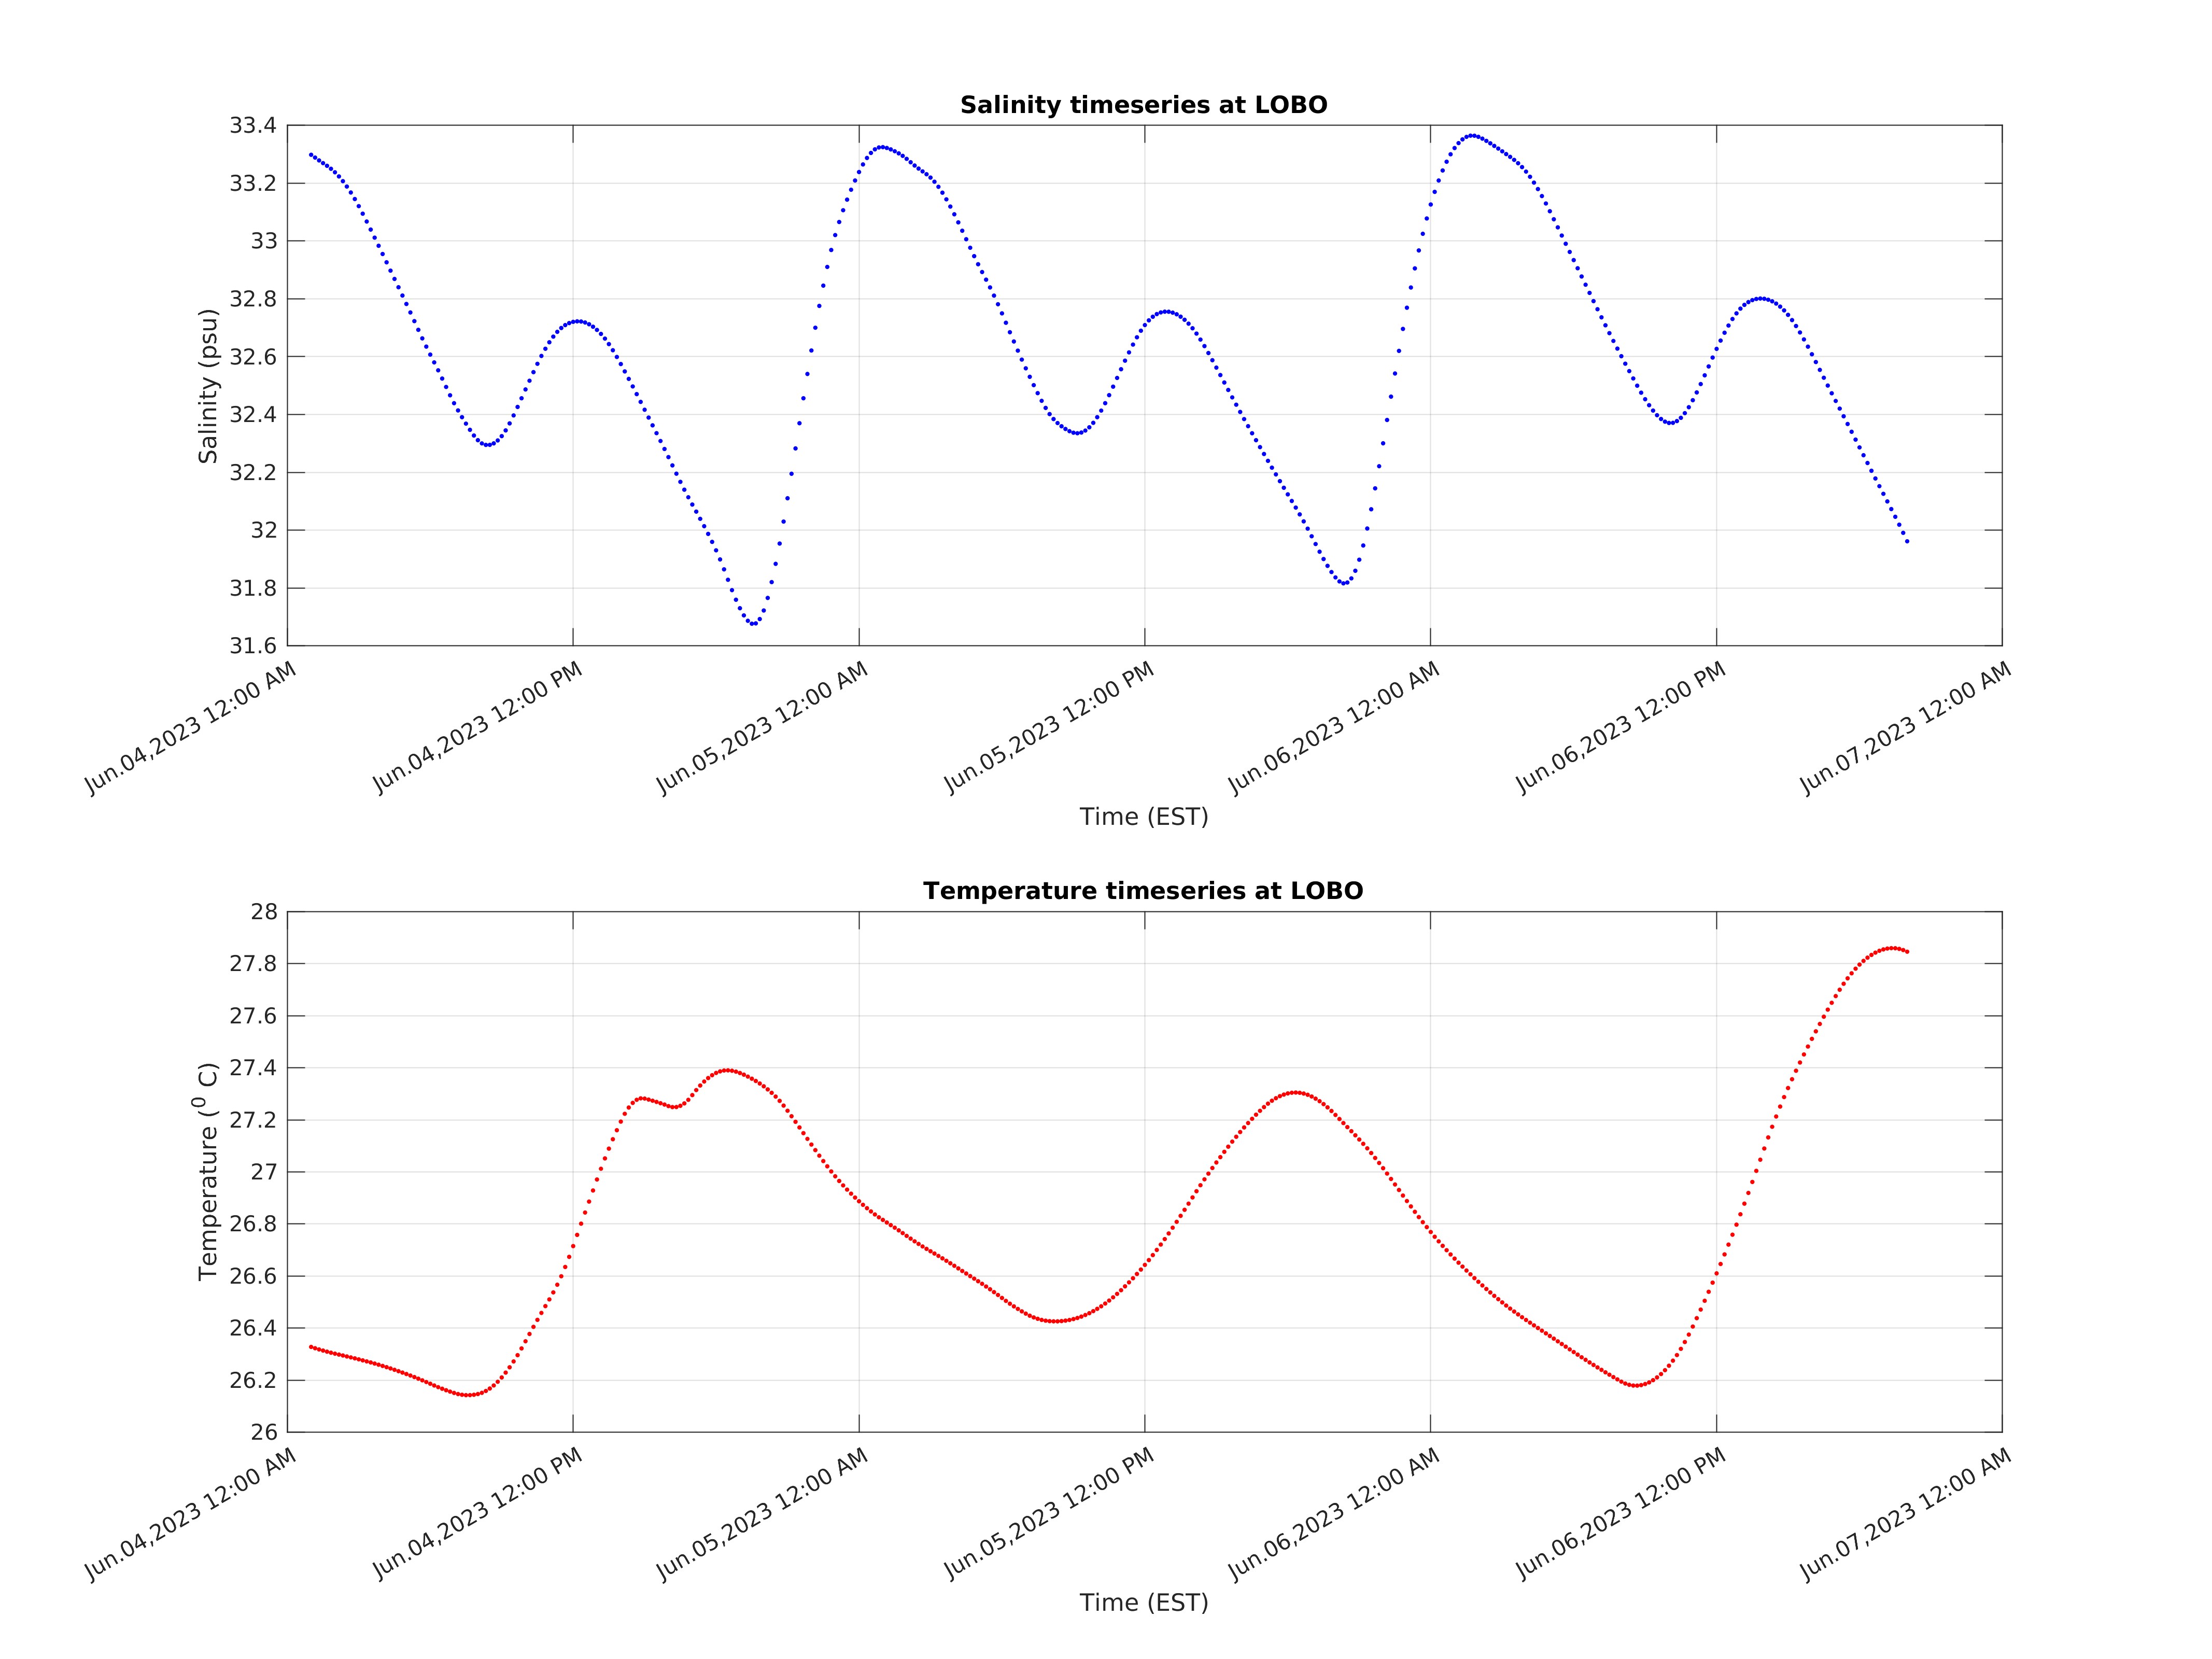 Salinity timeseries at LOBO
33.4
33.2
33
32.8
32.6
32.4
32.2
32
31.8
31.6
Salinity (psu)
Jun.04,2023 12:00 AM
Jun.04,2023 12:00 PM
Jun.05,2023 12:00 AM
Jun.05,2023 12:00 PM
Jun.06,2023 12:00 AM
Jun.06,2023 12:00 PM
Jun.07,2023 12:00 AM
Time (EST)
Temperature timeseries at LOBO
28
27.8
27.6
27.4
27.2
27
26.8
26.6
26.4
26.2
26
Temperature (⁰ C)
Jun.04,2023 12:00 AM
Jun.04,2023 12:00 PM
Jun.05,2023 12:00 AM
Jun.05,2023 12:00 PM
Jun.06,2023 12:00 AM
Jun.06,2023 12:00 PM
Jun.07,2023 12:00 AM
Time (EST)